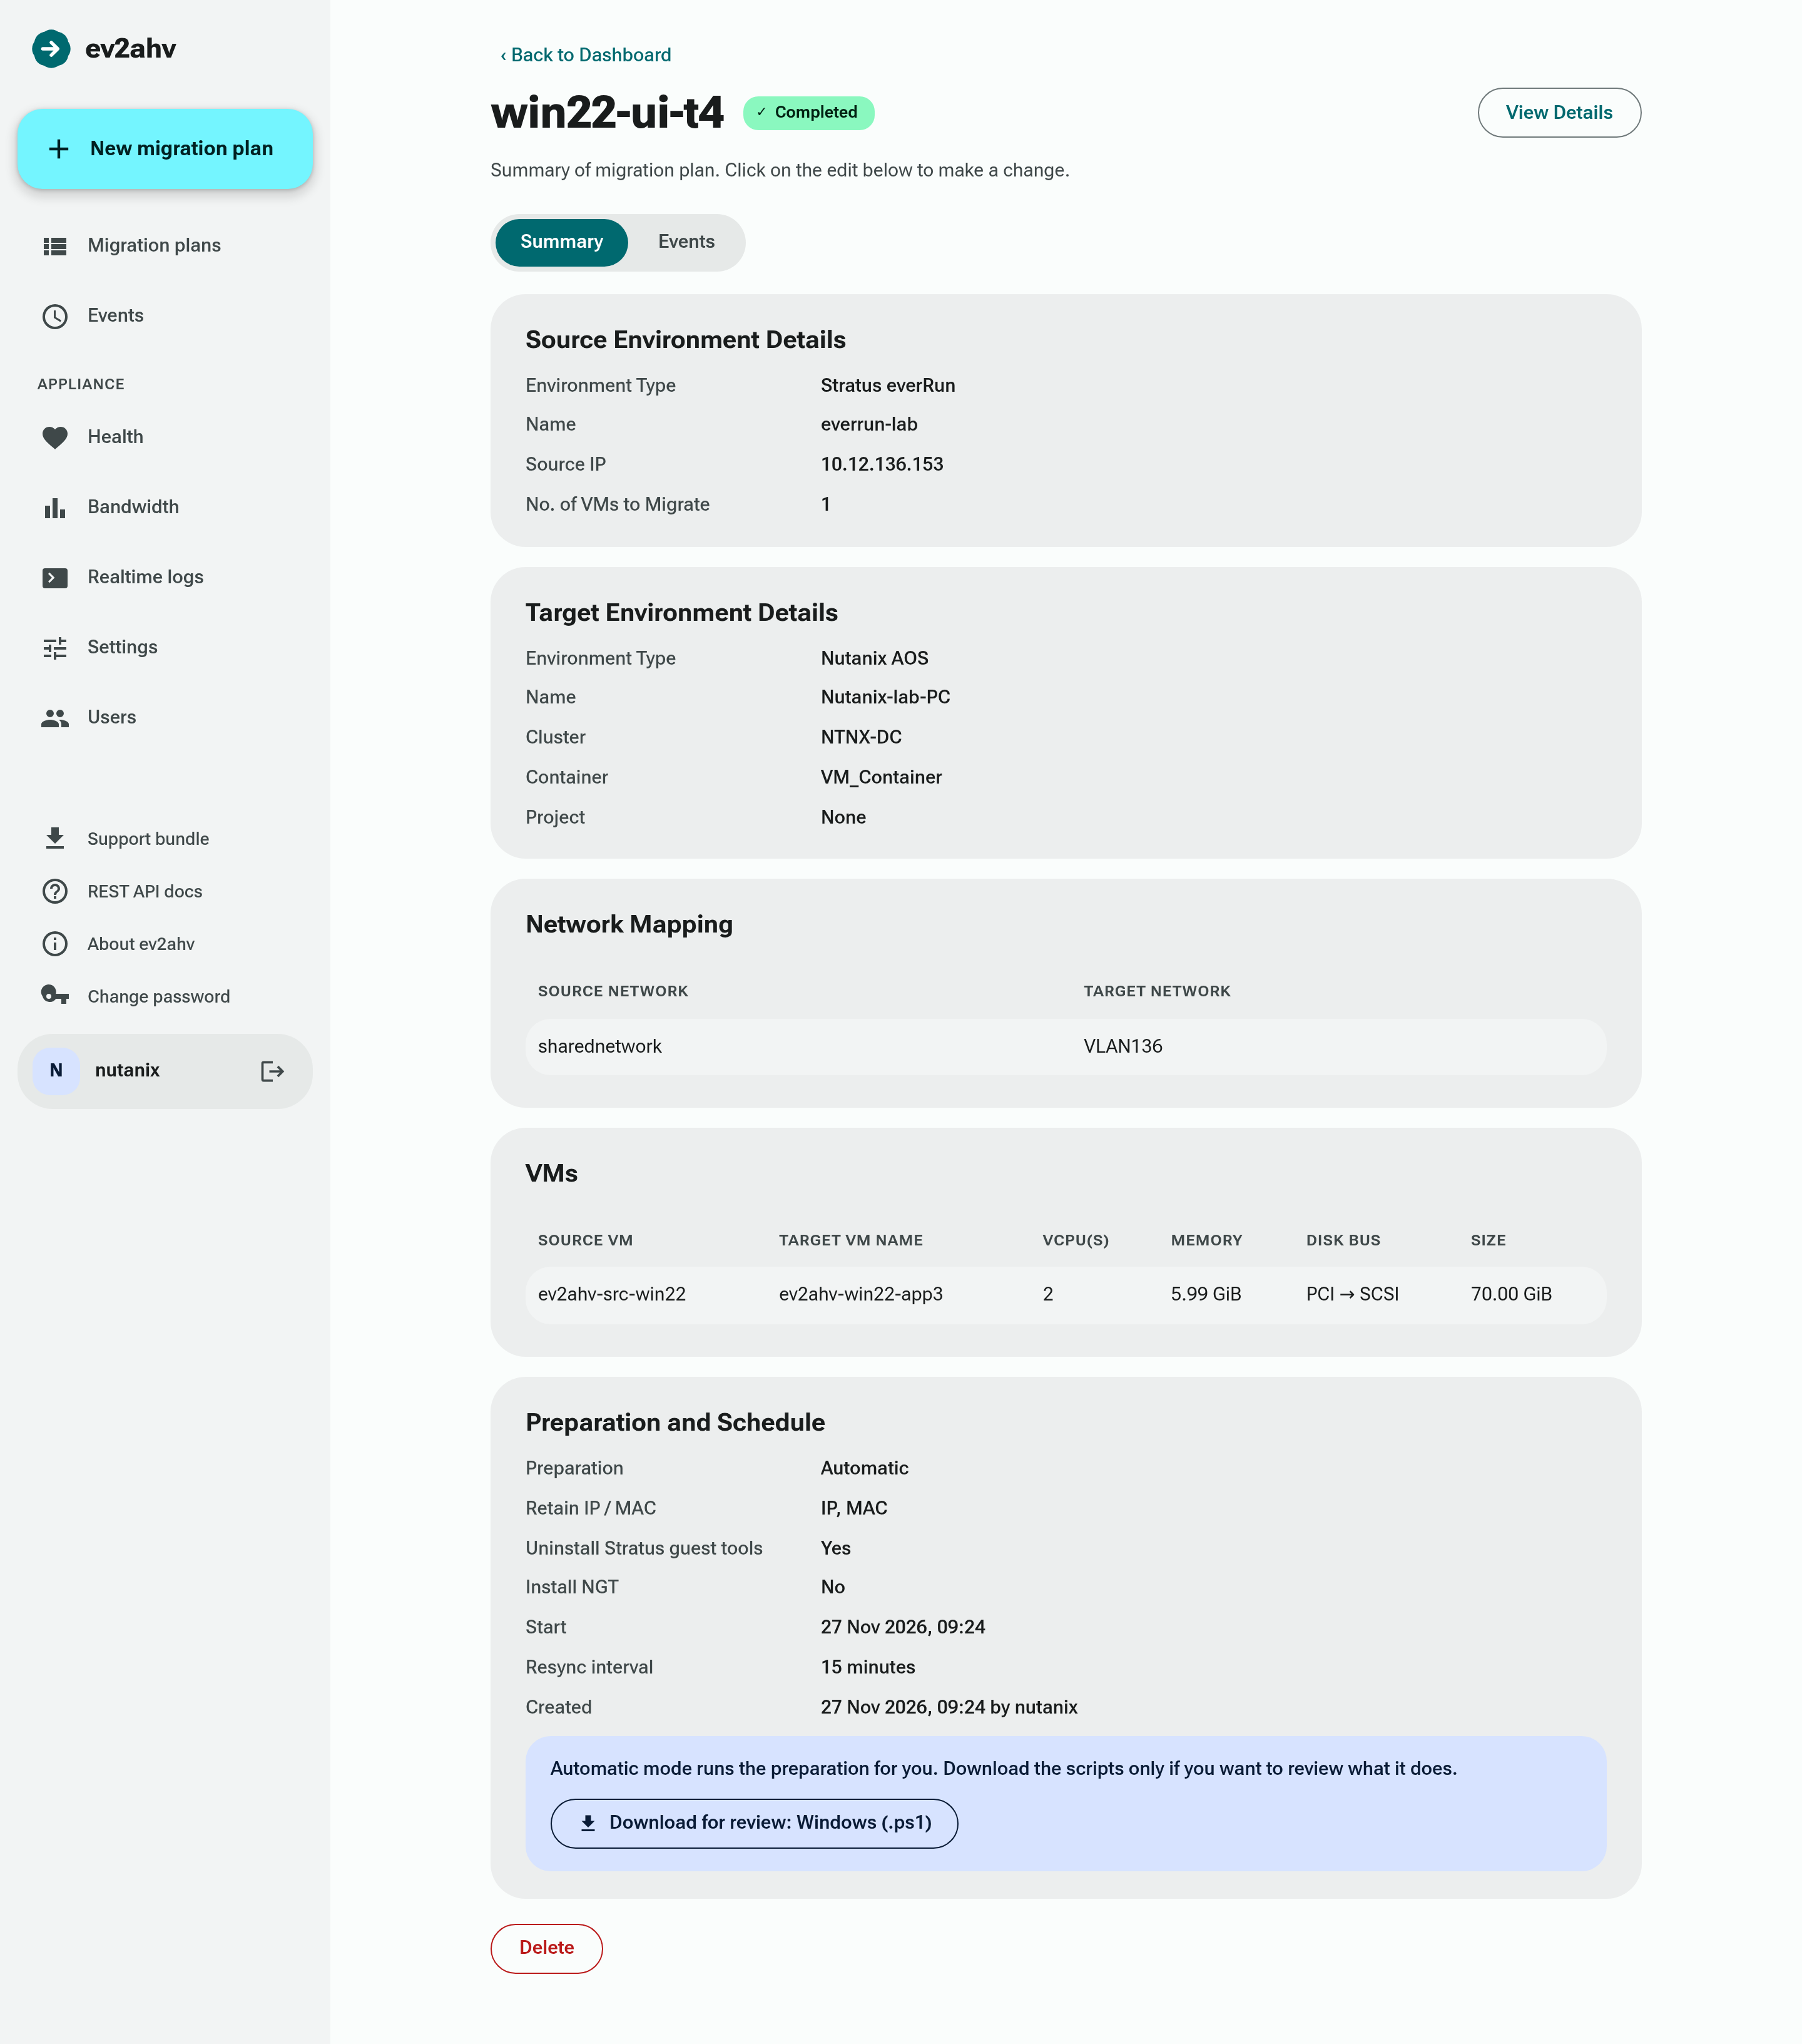 ev2ahv
New migration plan
Migration plans
Events
APPLIANCE
Health
Bandwidth
Realtime logs
Settings
Users
Support bundle
REST API docs
About ev2ahv
Change password
N nutanix
‹ Back to Dashboard
win22-ui-t4 ✓ Completed View Details
Summary of migration plan. Click on the edit below to make a change.
Summary Events
Source Environment Details
Environment Type Stratus everRun
Name everrun-lab
Source IP 10.12.136.153
No. of VMs to Migrate 1
Target Environment Details
Environment Type Nutanix AOS
Name Nutanix-lab-PC
Cluster NTNX-DC
Container VM_Container
Project None
Network Mapping
SOURCE NETWORK TARGET NETWORK
sharednetwork VLAN136
VMs
SOURCE VM TARGET VM NAME VCPU(S) MEMORY DISK BUS SIZE
ev2ahv-src-win22 ev2ahv-win22-app3 2 5.99 GiB PCI → SCSI 70.00 GiB
Preparation and Schedule
Preparation Automatic
Retain IP / MAC IP, MAC
Uninstall Stratus guest tools Yes
Install NGT No
Start 27 Nov 2026, 09:24
Resync interval 15 minutes
Created 27 Nov 2026, 09:24 by nutanix
Automatic mode runs the preparation for you. Download the scripts only if you want to review what it does.
Download for review: Windows (.ps1)
Delete